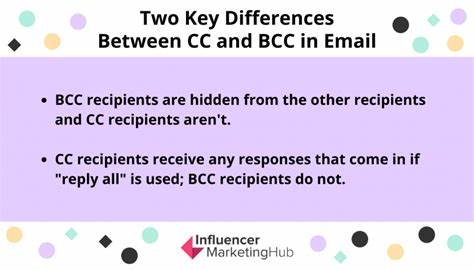 Two Key Differences
Between CC and BCC in Email
• BCC recipients are hidden from the other recipients
and CC recipients aren't.
• CC recipients receive any responses that come in if
"reply all" is used; BCC recipients do not.
Influencer
MarketingHub